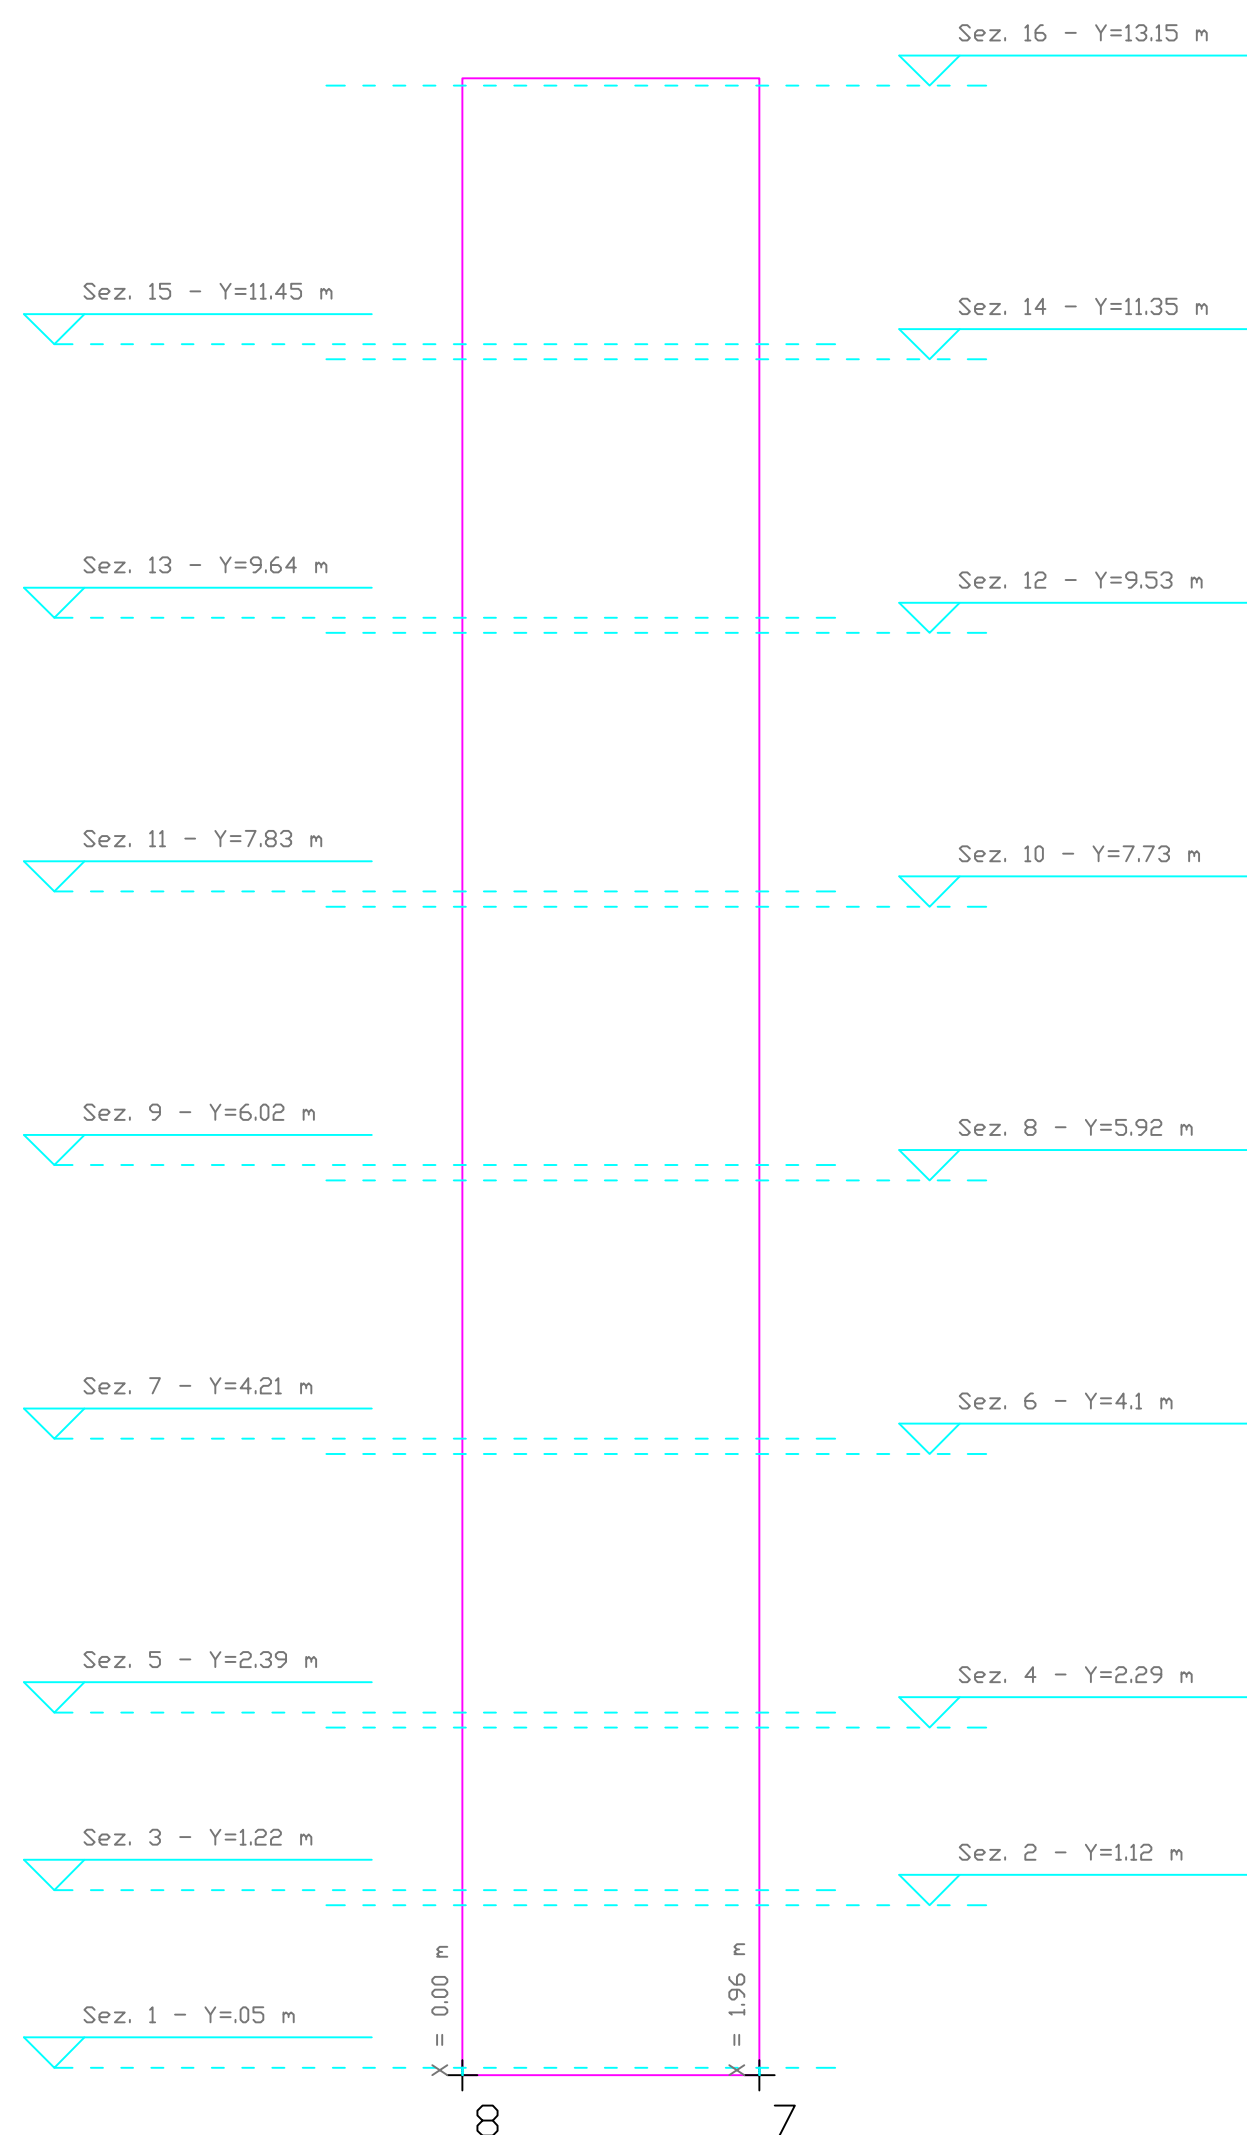 Sez. 16 - Y=13.15 m
Sez. 15 - Y=11.45 m
Sez. 14 - Y=11.35 m
Sez. 13 - Y=9.64 m
Sez. 12 - Y=9.53 m
Sez. 11 - Y=7.83 m
Sez. 10 - Y=7.73 m
Sez. 9 - Y=6.02 m
Sez. 8 - Y=5.92 m
Sez. 7 - Y=4.21 m
Sez. 6 - Y=4.1 m
Sez. 5 - Y=2.39 m
Sez. 4 - Y=2.29 m
Sez. 3 - Y=1.22 m
Sez. 2 - Y=1.12 m
Sez. 1 - Y=.05 m
X = 0.00 m
X = 1.96 m
8
7